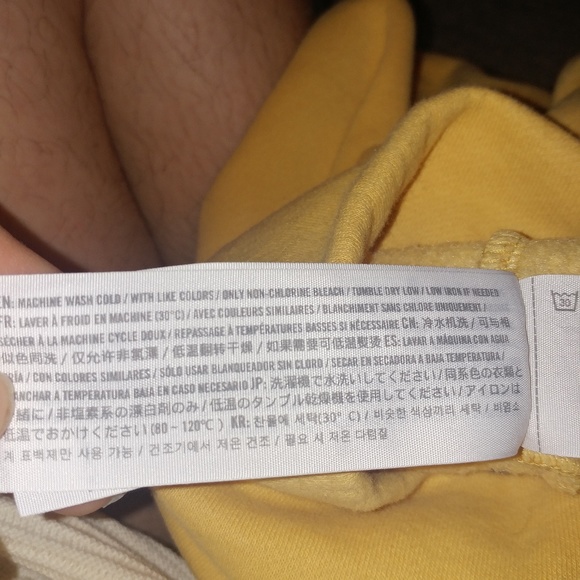 EN: MACHINE WASH COLD / WITH LIKE COLORS / ONLY NON-CHLORINE BLEACH / TUMBLE DRY LOW / LOW IRON IF NEEDED
FR: LAVER À FROID EN MACHINE (30°C) / AVEC COULEURS SIMILAIRES / BLANCHIMENT SANS CHLORE UNIQUEMENT /
SÉCHER À LA MACHINE CYCLE DOUX / REPASSAGE À TEMPÉRATURES BASSES SI NÉCESSAIRE CN: 冷水机洗 / 可与相
似色同洗 / 仅允许非氯漂 / 低温翻转干燥 / 如果需要可低温熨烫 ES: LAVAR A MÁQUINA CON AGUA
FRÍA / CON COLORES SIMILARES / SÓLO USAR BLANQUEADOR SIN CLORO / SECAR EN SECADORA A BAJA TEMPERATURA /
PLANCHAR A TEMPERATURA BAJA EN CASO NECESARIO JP: 洗濯機で水洗いしてください / 同系色の衣類と
一緒に / 非塩素系の漂白剤のみ / 低温のタンブル乾燥機を使用してください / アイロンは
低温でおかけください (80 ~ 120°C) KR: 찬물에 세탁(30° C) / 비슷한 색상끼리 세탁 / 비염소
계 표백제만 사용 가능 / 건조기에서 저온 건조 / 필요 시 저온 다림질
30